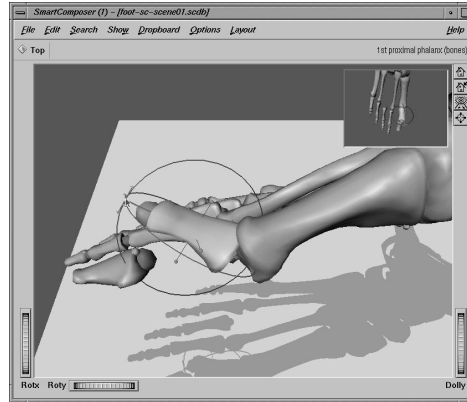 SmartComposer (1) - [foot-sc-scene01.scdb]
File Edit Search Show Dropboard Options Layout Help
Top 1st proximal phalanx (bones)
Rotx Roty Dolly